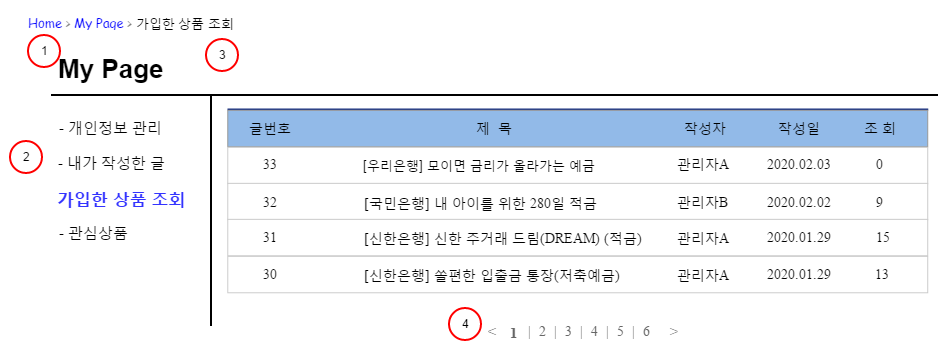 Home > My Page > 가입한 상품 조회
1
3
My Page
- 개인정보 관리
2
- 내가 작성한 글
가입한 상품 조회
- 관심상품
글번호 제 목 작성자 작성일 조 회
33 [우리은행] 모이면 금리가 올라가는 예금 관리자A 2020.02.03 0
32 [국민은행] 내 아이를 위한 280일 적금 관리자B 2020.02.02 9
31 [신한은행] 신한 주거래 드림(DREAM) (적금) 관리자A 2020.01.29 15
30 [신한은행] 쏠편한 입출금 통장(저축예금) 관리자A 2020.01.29 13
4
< 1 | 2 | 3 | 4 | 5 | 6 >